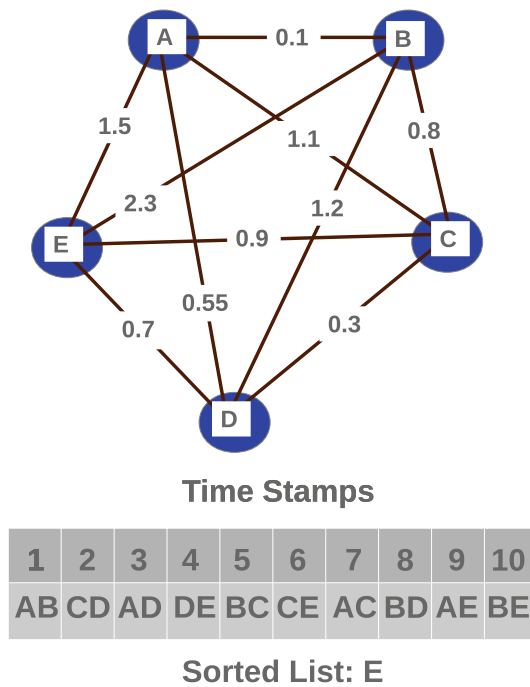 A 0.1 B
1.5 1.1 0.8
2.3 1.2
E 0.9 C
0.55
0.7 0.3
D
Time Stamps
1 2 3 4 5 6 7 8 9 10
AB CD AD DE BC CE AC BD AE BE
Sorted List: E